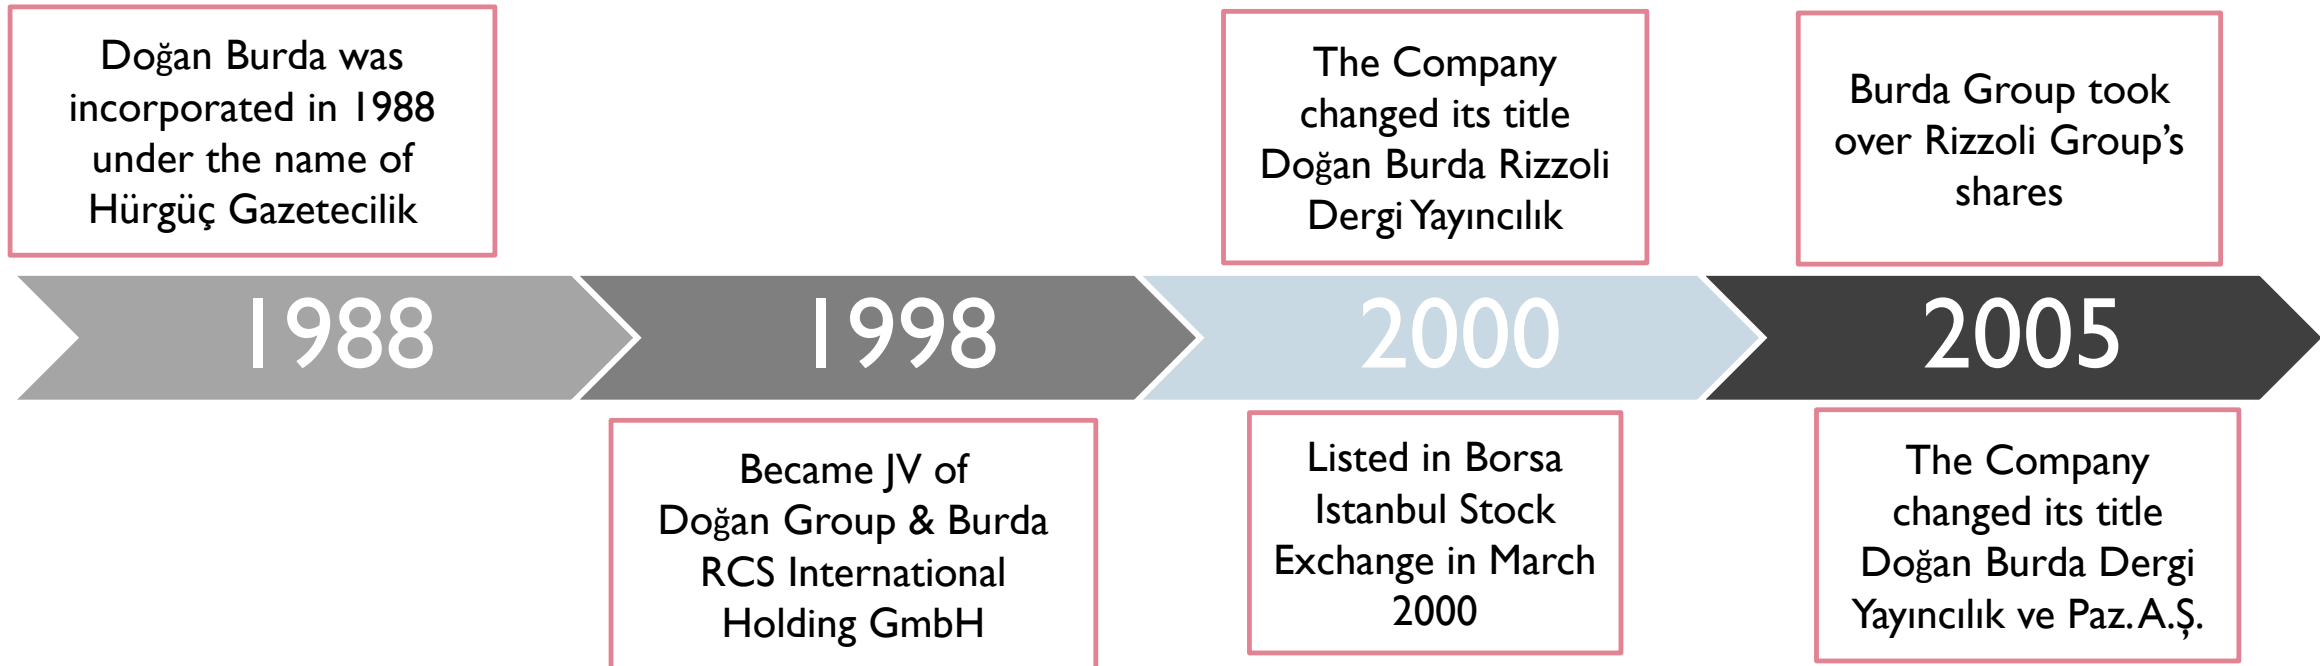 Doğan Burda was
incorporated in 1988
under the name of
Hürgüç Gazetecilik
The Company
changed its title
Doğan Burda Rizzoli
Dergi Yayıncılık
Burda Group took
over Rizzoli Group’s
shares
1988
1998
2000
2005
Became JV of
Doğan Group & Burda
RCS International
Holding GmbH
Listed in Borsa
Istanbul Stock
Exchange in March
2000
The Company
changed its title
Doğan Burda Dergi
Yayıncılık ve Paz. A.Ş.